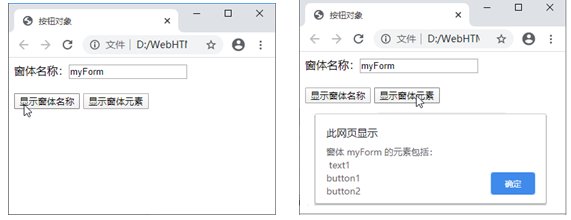 按钮对象
文件 D:/WebHTM
窗体名称：myForm
显示窗体名称 显示窗体元素
按钮对象
文件 D:/WebHTM
窗体名称：myForm
显示窗体名称 显示窗体元素
此网页显示
窗体 myForm 的元素包括：
text1
button1
button2
确定